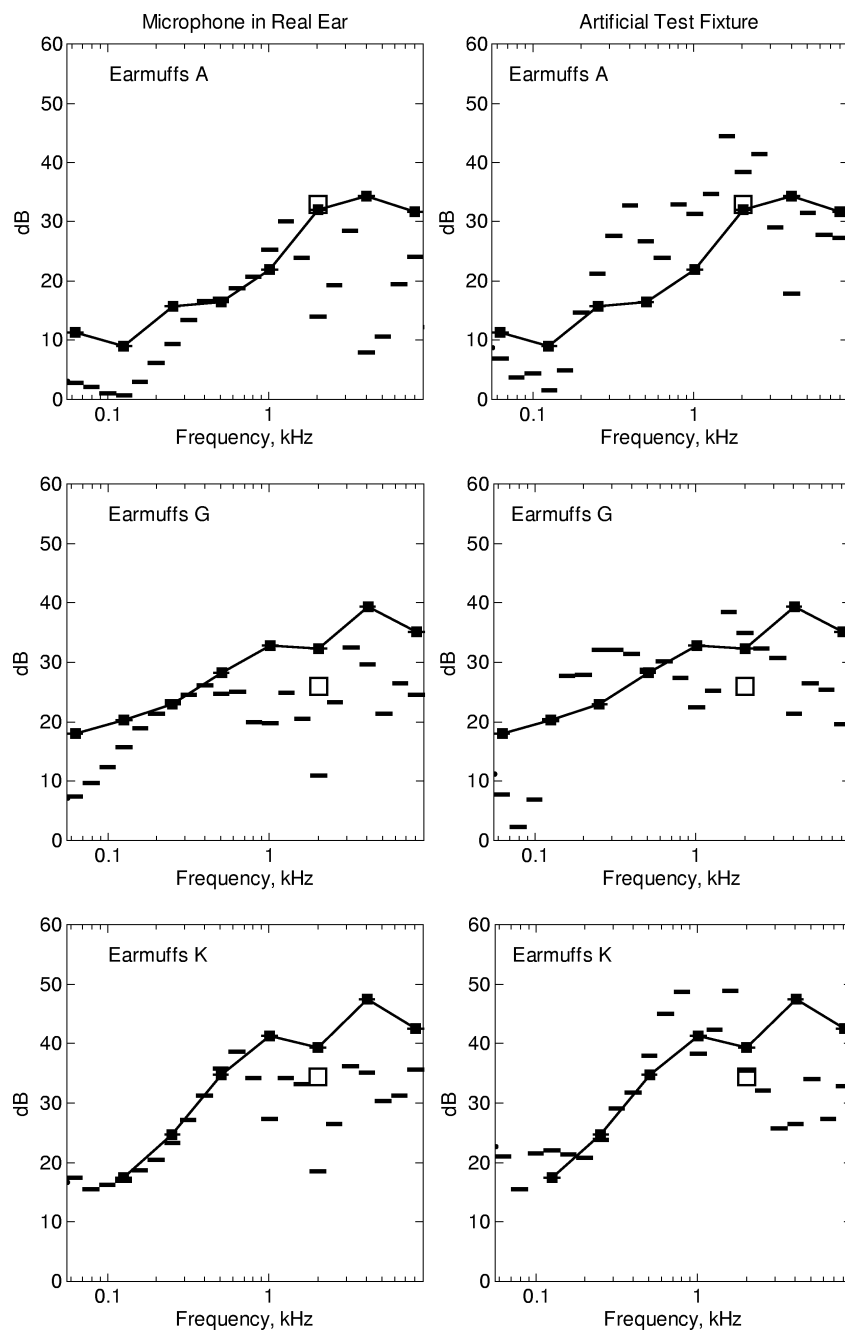 Microphone in Real Ear
Artificial Test Fixture
60
50
40
30
20
10
0
dB
Earmuffs A
0.1
1
Frequency, kHz
60
50
40
30
20
10
0
dB
Earmuffs A
0.1
1
Frequency, kHz
60
50
40
30
20
10
0
dB
Earmuffs G
0.1
1
Frequency, kHz
60
50
40
30
20
10
0
dB
Earmuffs G
0.1
1
Frequency, kHz
60
50
40
30
20
10
0
dB
Earmuffs K
0.1
1
Frequency, kHz
60
50
40
30
20
10
0
dB
Earmuffs K
0.1
1
Frequency, kHz